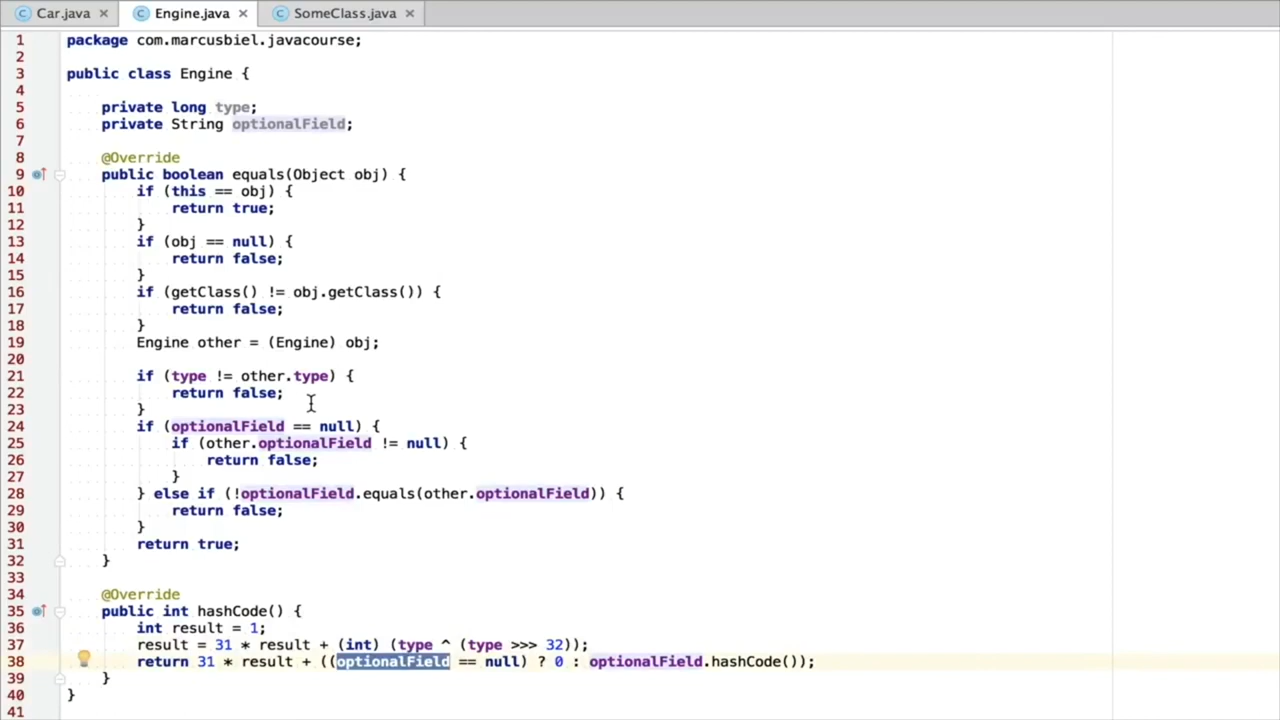 Car.java Engine.java SomeClass.java
1 package com.marcusbiel.javacourse;
2
3 public class Engine {
4
5 private long type;
6 private String optionalField;
7
8 @Override
9 public boolean equals(Object obj) {
10 if (this == obj) {
11 return true;
12 }
13 if (obj == null) {
14 return false;
15 }
16 if (getClass() != obj.getClass()) {
17 return false;
18 }
19 Engine other = (Engine) obj;
20
21 if (type != other.type) {
22 return false;
23 }
24 if (optionalField == null) {
25 if (other.optionalField != null) {
26 return false;
27 }
28 } else if (!optionalField.equals(other.optionalField)) {
29 return false;
30 }
31 return true;
32 }
33
34 @Override
35 public int hashCode() {
36 int result = 1;
37 result = 31 * result + (int) (type ^ (type >>> 32));
38 return 31 * result + ((optionalField == null) ? 0 : optionalField.hashCode());
39 }
40 }
41